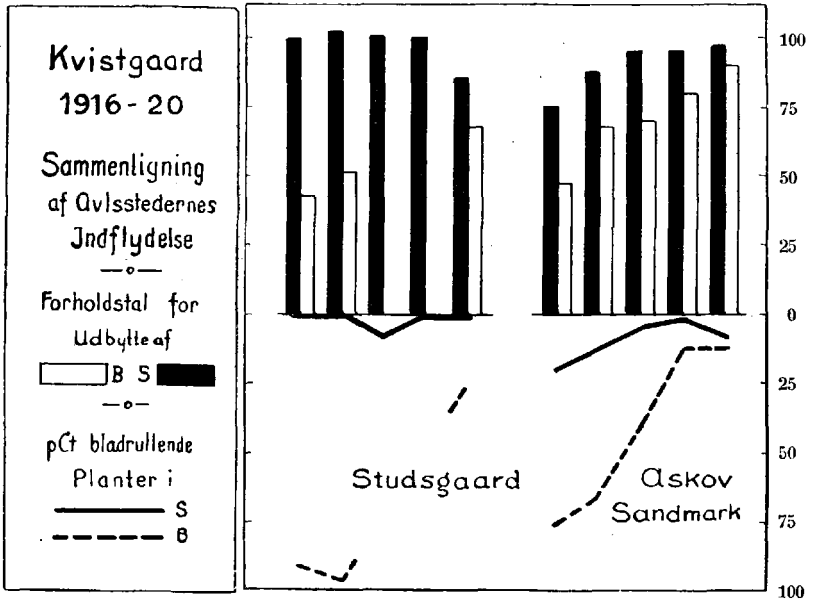 Kvistgaard
1916-20
Sammenligning
af Avlsstedernes
Indflydelse
Forholdstal for
Udbytte af
B S
pCt bladrullende
Planter i
S
B
Studsgaard
Askov
Sandmark
100
75
50
25
0
25
50
75
100